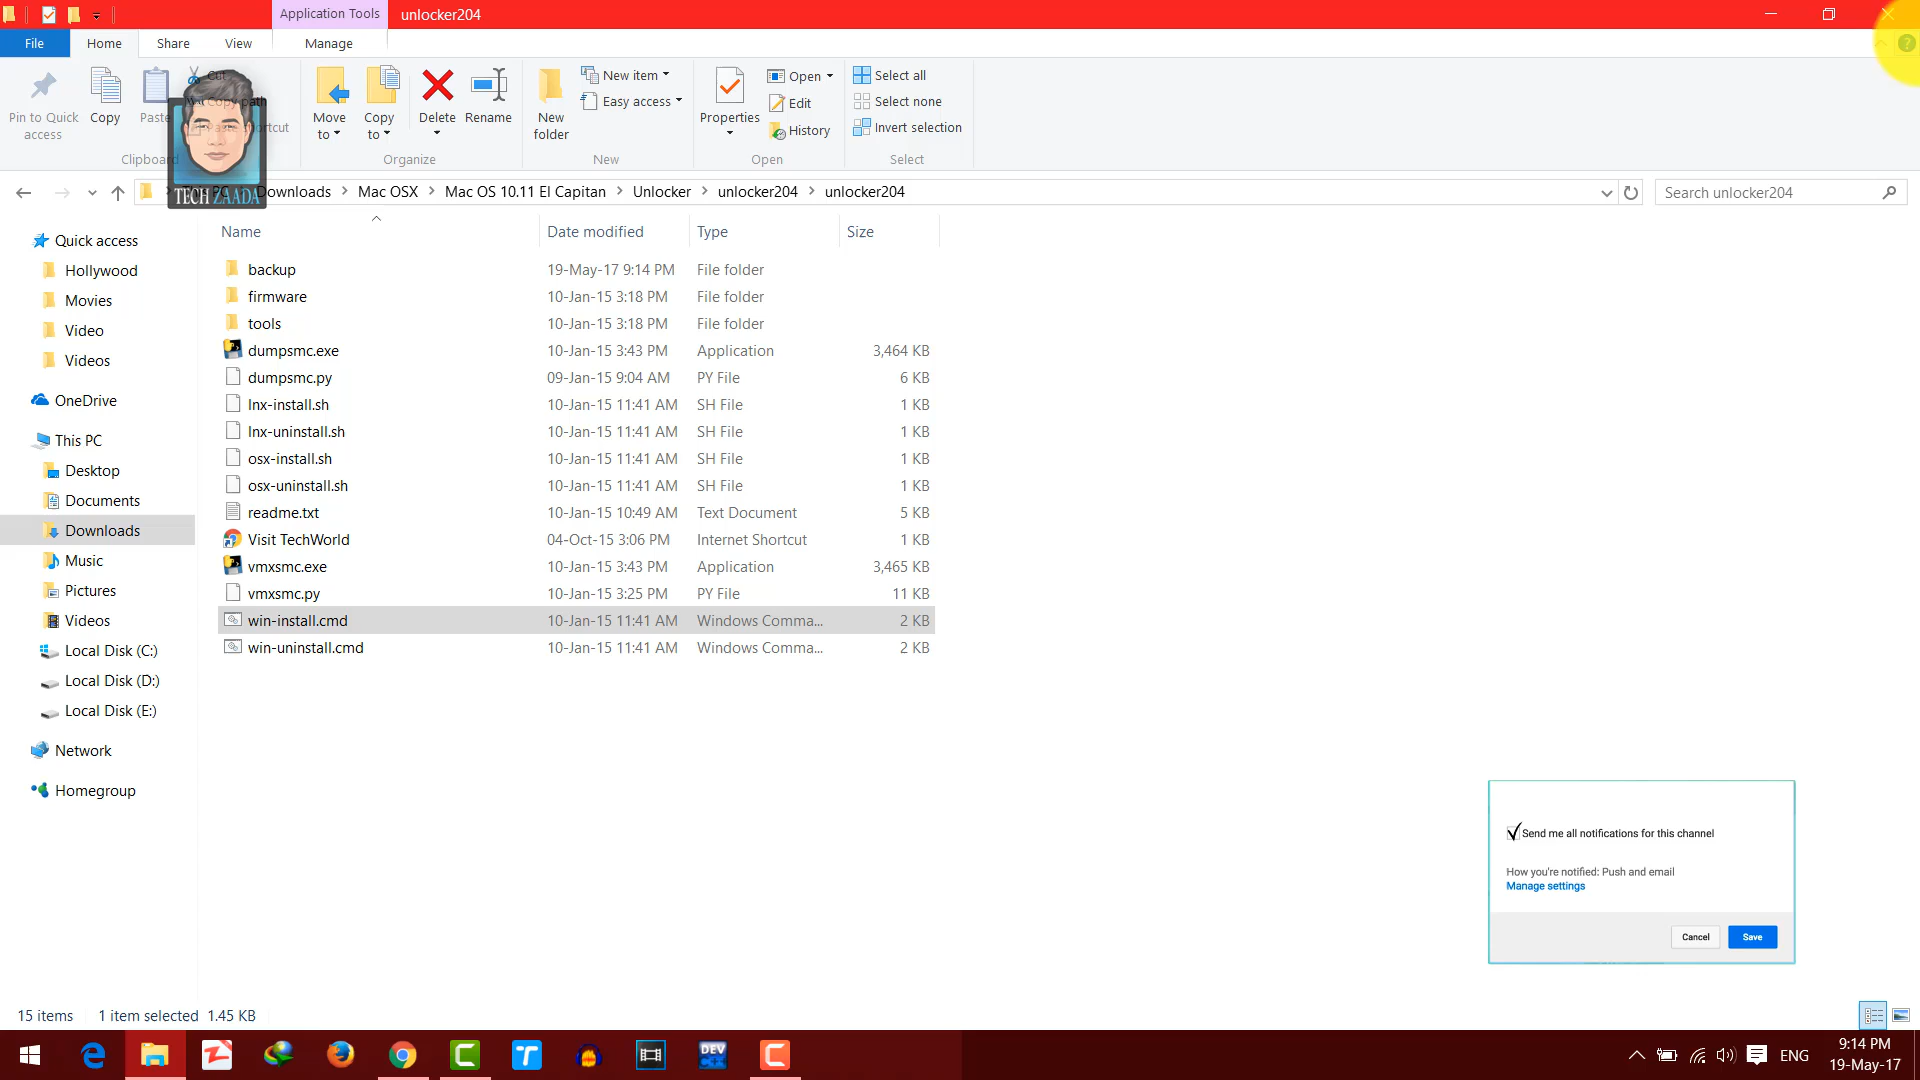 Application Tools
unlocker204
File
Home
Share
View
Manage
Pin to Quick access
Copy
Paste
Cut
Copy path
Clipboard
Move to
Copy to
Delete
Rename
Organize
New folder
New item
Easy access
New
Properties
Open
Edit
History
Open
Select all
Select none
Invert selection
Select
TECH ZAADA
Downloads
Mac OSX
Mac OS 10.11 El Capitan
Unlocker
unlocker204
unlocker204
Search unlocker204
Name Date modified Type Size
Quick access
Hollywood
Movies
Video
Videos
OneDrive
This PC
Desktop
Documents
Downloads
Music
Pictures
Videos
Local Disk (C:)
Local Disk (D:)
Local Disk (E:)
Network
Homegroup
backup 19-May-17 9:14 PM File folder
firmware 10-Jan-15 3:18 PM File folder
tools 10-Jan-15 3:18 PM File folder
dumpsmc.exe 10-Jan-15 3:43 PM Application 3,464 KB
dumpsmc.py 09-Jan-15 9:04 AM PY File 6 KB
lnx-install.sh 10-Jan-15 11:41 AM SH File 1 KB
lnx-uninstall.sh 10-Jan-15 11:41 AM SH File 1 KB
osx-install.sh 10-Jan-15 11:41 AM SH File 1 KB
osx-uninstall.sh 10-Jan-15 11:41 AM SH File 1 KB
readme.txt 10-Jan-15 10:49 AM Text Document 5 KB
Visit TechWorld 04-Oct-15 3:06 PM Internet Shortcut 1 KB
vmxsmc.exe 10-Jan-15 3:43 PM Application 3,465 KB
vmxsmc.py 10-Jan-15 3:25 PM PY File 11 KB
win-install.cmd 10-Jan-15 11:41 AM Windows Comma... 2 KB
win-uninstall.cmd 10-Jan-15 11:41 AM Windows Comma... 2 KB
Send me all notifications for this channel
How you're notified: Push and email
Manage settings
Cancel
Save
15 items 1 item selected 1.45 KB
DEV
C++
ENG
9:14 PM
19-May-17